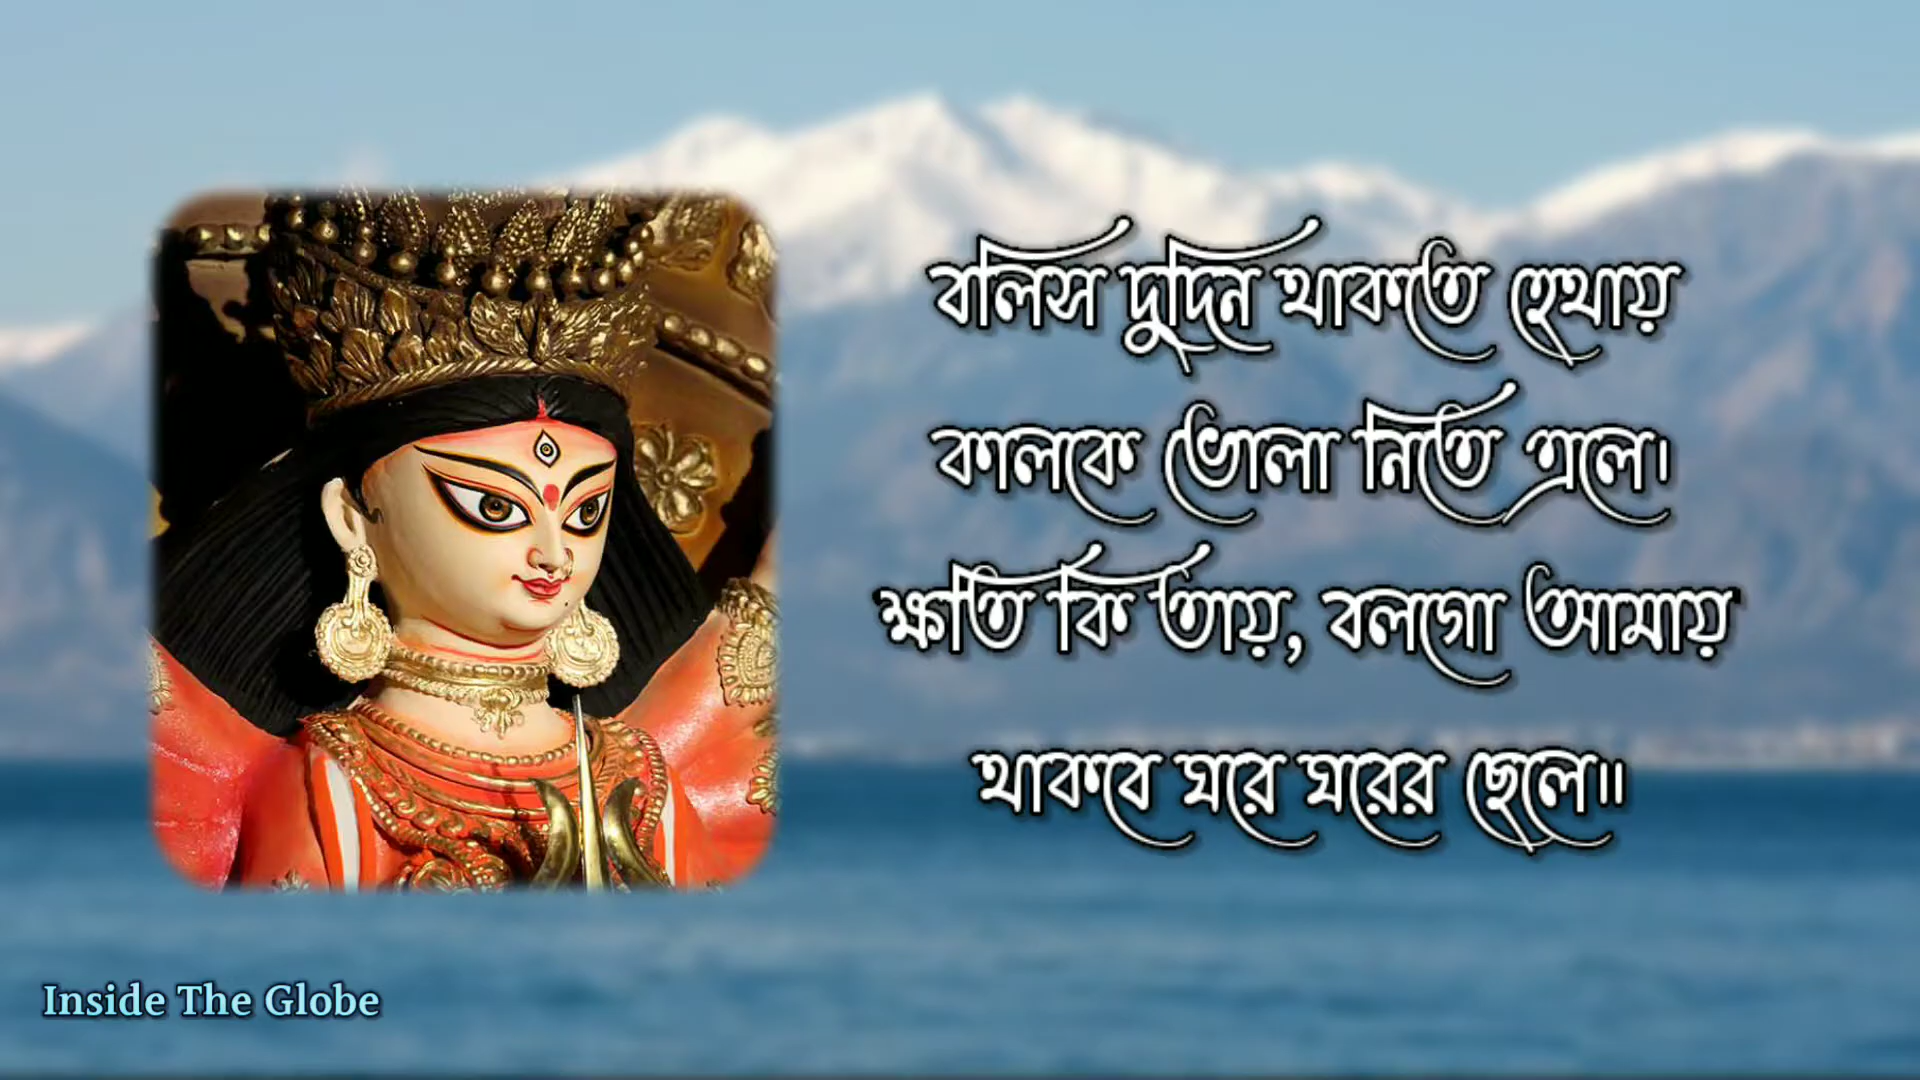 বলিস দুদিন থাকতে হেথায়
কালকে ভোলা নিতে এলে।
ক্ষতি কি তায়, বলগো আমায়
থাকবে ঘরে ঘরের ছেলে॥
Inside The Globe